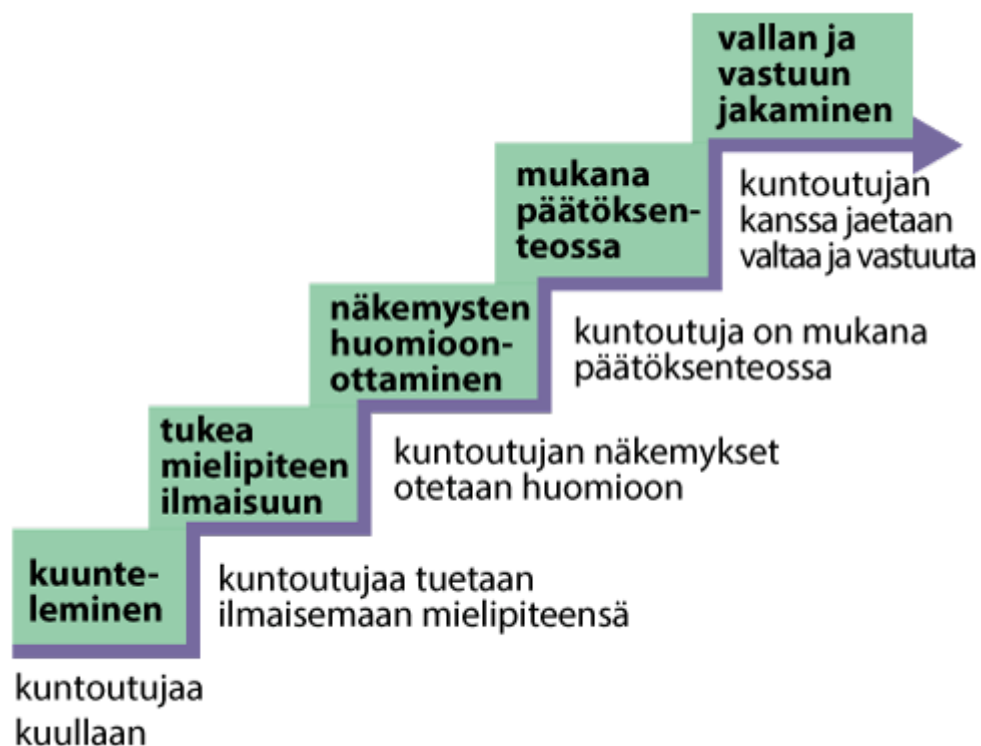 vallan ja
vastuun
jakaminen
kuntoutujan
kanssa jaetaan
valtaa ja vastuuta
mukana
päätöksen-
teossa
kuntoutuja on mukana
päätöksenteossa
näkemysten
huomioon-
ottaminen
kuntoutujan näkemykset
otetaan huomioon
tukea
mielipiteen
ilmaisuun
kuntoutujaa tuetaan
ilmaisemaan mielipiteensä
kuunte-
leminen
kuntoutujaa
kuullaan